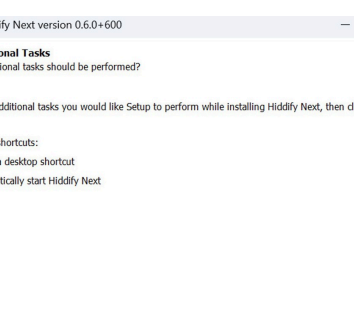 ify Next version 0.6.0+600
onal Tasks
ional tasks should be performed?
dditional tasks you would like Setup to perform while installing Hiddify Next, then cl
hortcuts:
desktop shortcut
tically start Hiddify Next